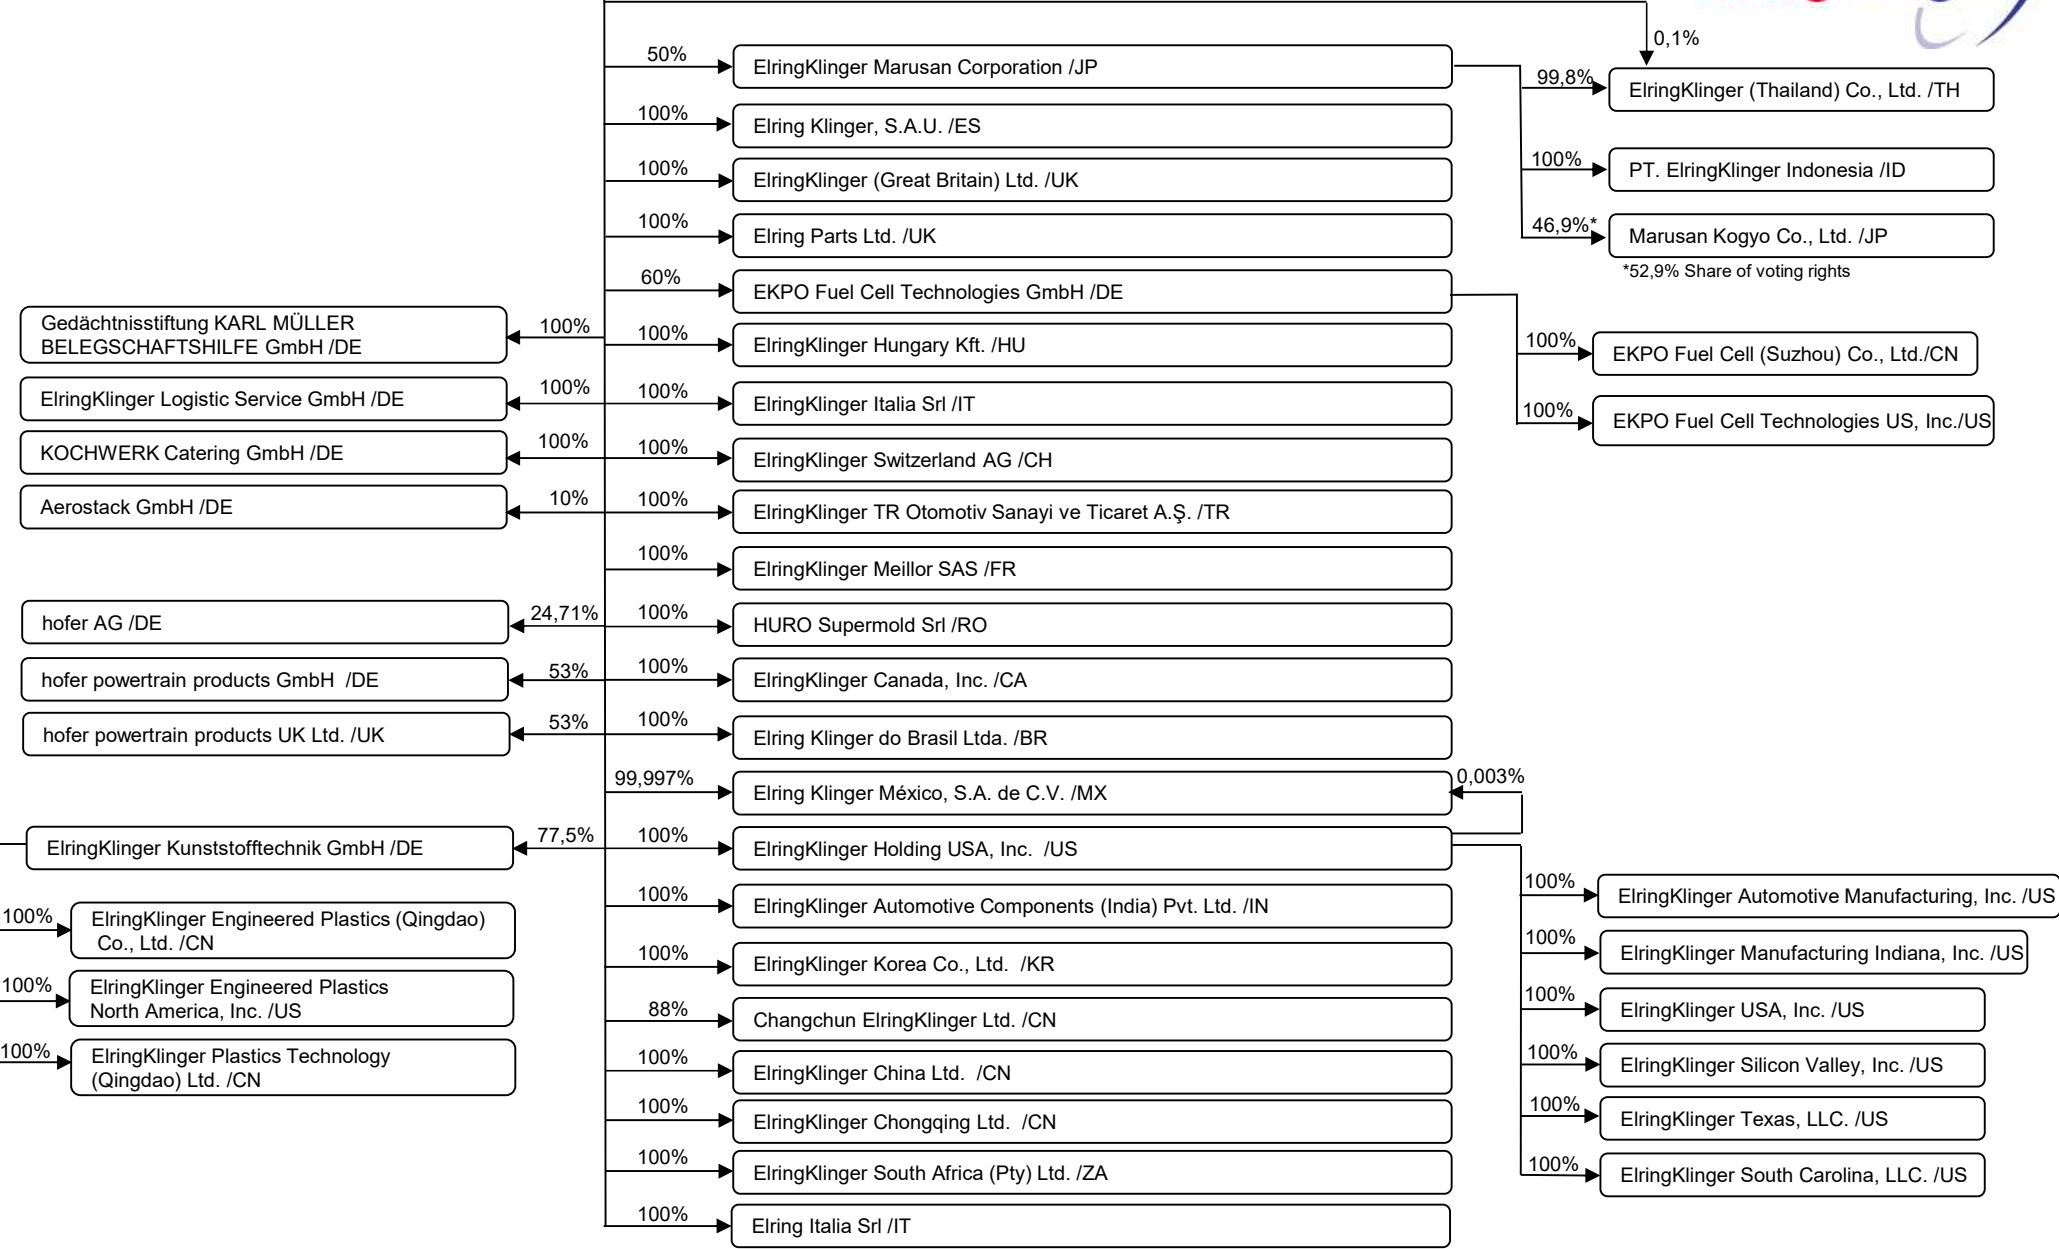 0,1%
50%
ElringKlinger Marusan Corporation /JP
99,8%
ElringKlinger (Thailand) Co., Ltd. /TH
100%
Elring Klinger, S.A.U. /ES
100%
ElringKlinger (Great Britain) Ltd. /UK
100%
PT. ElringKlinger Indonesia /ID
100%
Elring Parts Ltd. /UK
46,9%*
Marusan Kogyo Co., Ltd. /JP
*52,9% Share of voting rights
60%
EKPO Fuel Cell Technologies GmbH /DE
Gedächtnisstiftung KARL MÜLLER
BELEGSCHAFTSHILFE GmbH /DE
100%
100%
ElringKlinger Hungary Kft. /HU
100%
EKPO Fuel Cell (Suzhou) Co., Ltd./CN
ElringKlinger Logistic Service GmbH /DE
100%
100%
ElringKlinger Italia Srl /IT
100%
EKPO Fuel Cell Technologies US, Inc./US
KOCHWERK Catering GmbH /DE
100%
100%
ElringKlinger Switzerland AG /CH
Aerostack GmbH /DE
10%
100%
ElringKlinger TR Otomotiv Sanayi ve Ticaret A.Ş. /TR
100%
ElringKlinger Meillor SAS /FR
hofer AG /DE
24,71%
100%
HURO Supermold Srl /RO
hofer powertrain products GmbH /DE
53%
100%
ElringKlinger Canada, Inc. /CA
hofer powertrain products UK Ltd. /UK
53%
100%
Elring Klinger do Brasil Ltda. /BR
99,997%
Elring Klinger México, S.A. de C.V. /MX
0,003%
ElringKlinger Kunststofftechnik GmbH /DE
77,5%
100%
ElringKlinger Holding USA, Inc. /US
100%
ElringKlinger Automotive Manufacturing, Inc. /US
100%
ElringKlinger Engineered Plastics (Qingdao)
Co., Ltd. /CN
100%
ElringKlinger Automotive Components (India) Pvt. Ltd. /IN
100%
ElringKlinger Manufacturing Indiana, Inc. /US
100%
ElringKlinger Engineered Plastics
North America, Inc. /US
100%
ElringKlinger Korea Co., Ltd. /KR
100%
ElringKlinger USA, Inc. /US
88%
Changchun ElringKlinger Ltd. /CN
100%
ElringKlinger Plastics Technology
(Qingdao) Ltd. /CN
100%
ElringKlinger China Ltd. /CN
100%
ElringKlinger Silicon Valley, Inc. /US
100%
ElringKlinger Chongqing Ltd. /CN
100%
ElringKlinger Texas, LLC. /US
100%
ElringKlinger South Africa (Pty) Ltd. /ZA
100%
ElringKlinger South Carolina, LLC. /US
100%
Elring Italia Srl /IT